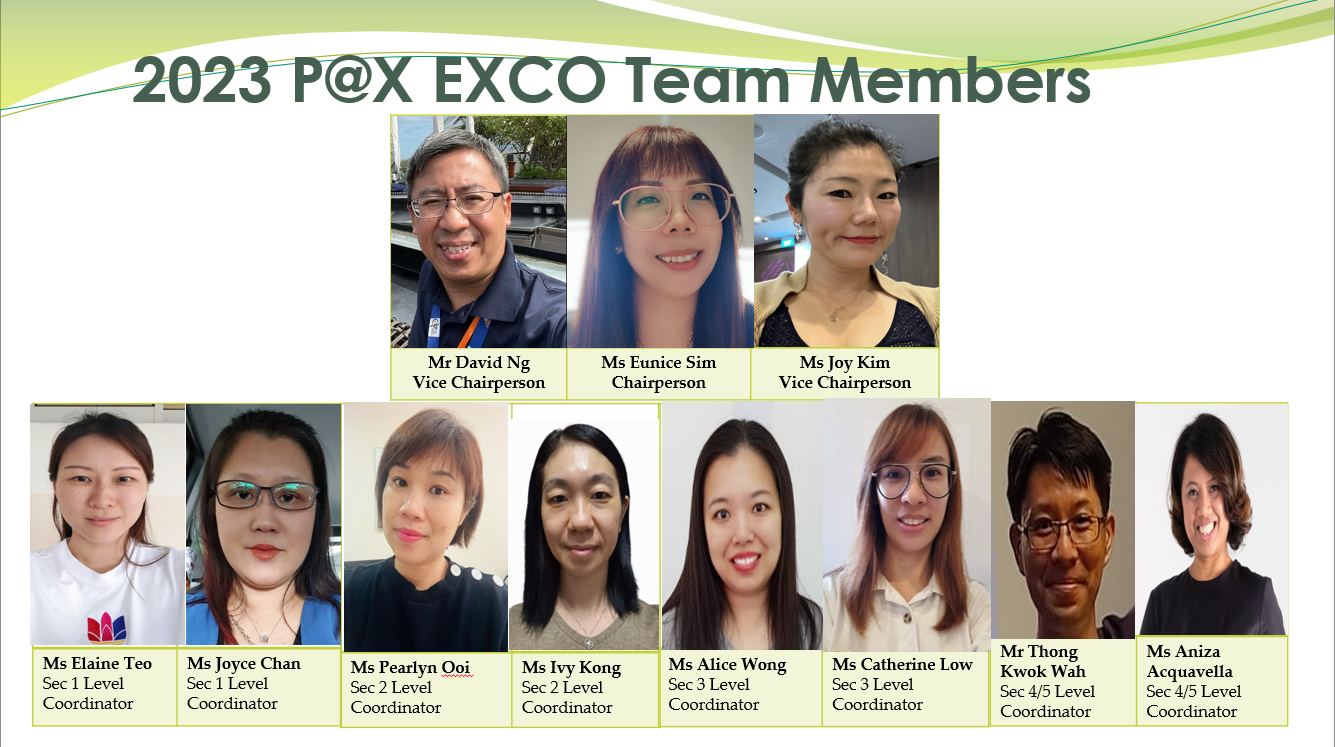 2023 P@X EXCO Team Members
Mr David Ng
Vice Chairperson
Ms Eunice Sim
Chairperson
Ms Joy Kim
Vice Chairperson
Ms Elaine Teo
Sec 1 Level
Coordinator
Ms Joyce Chan
Sec 1 Level
Coordinator
Ms Pearlyn Ooi
Sec 2 Level
Coordinator
Ms Ivy Kong
Sec 2 Level
Coordinator
Ms Alice Wong
Sec 3 Level
Coordinator
Ms Catherine Low
Sec 3 Level
Coordinator
Mr Thong
Kwok Wah
Sec 4/5 Level
Coordinator
Ms Aniza
Acquavella
Sec 4/5 Level
Coordinator